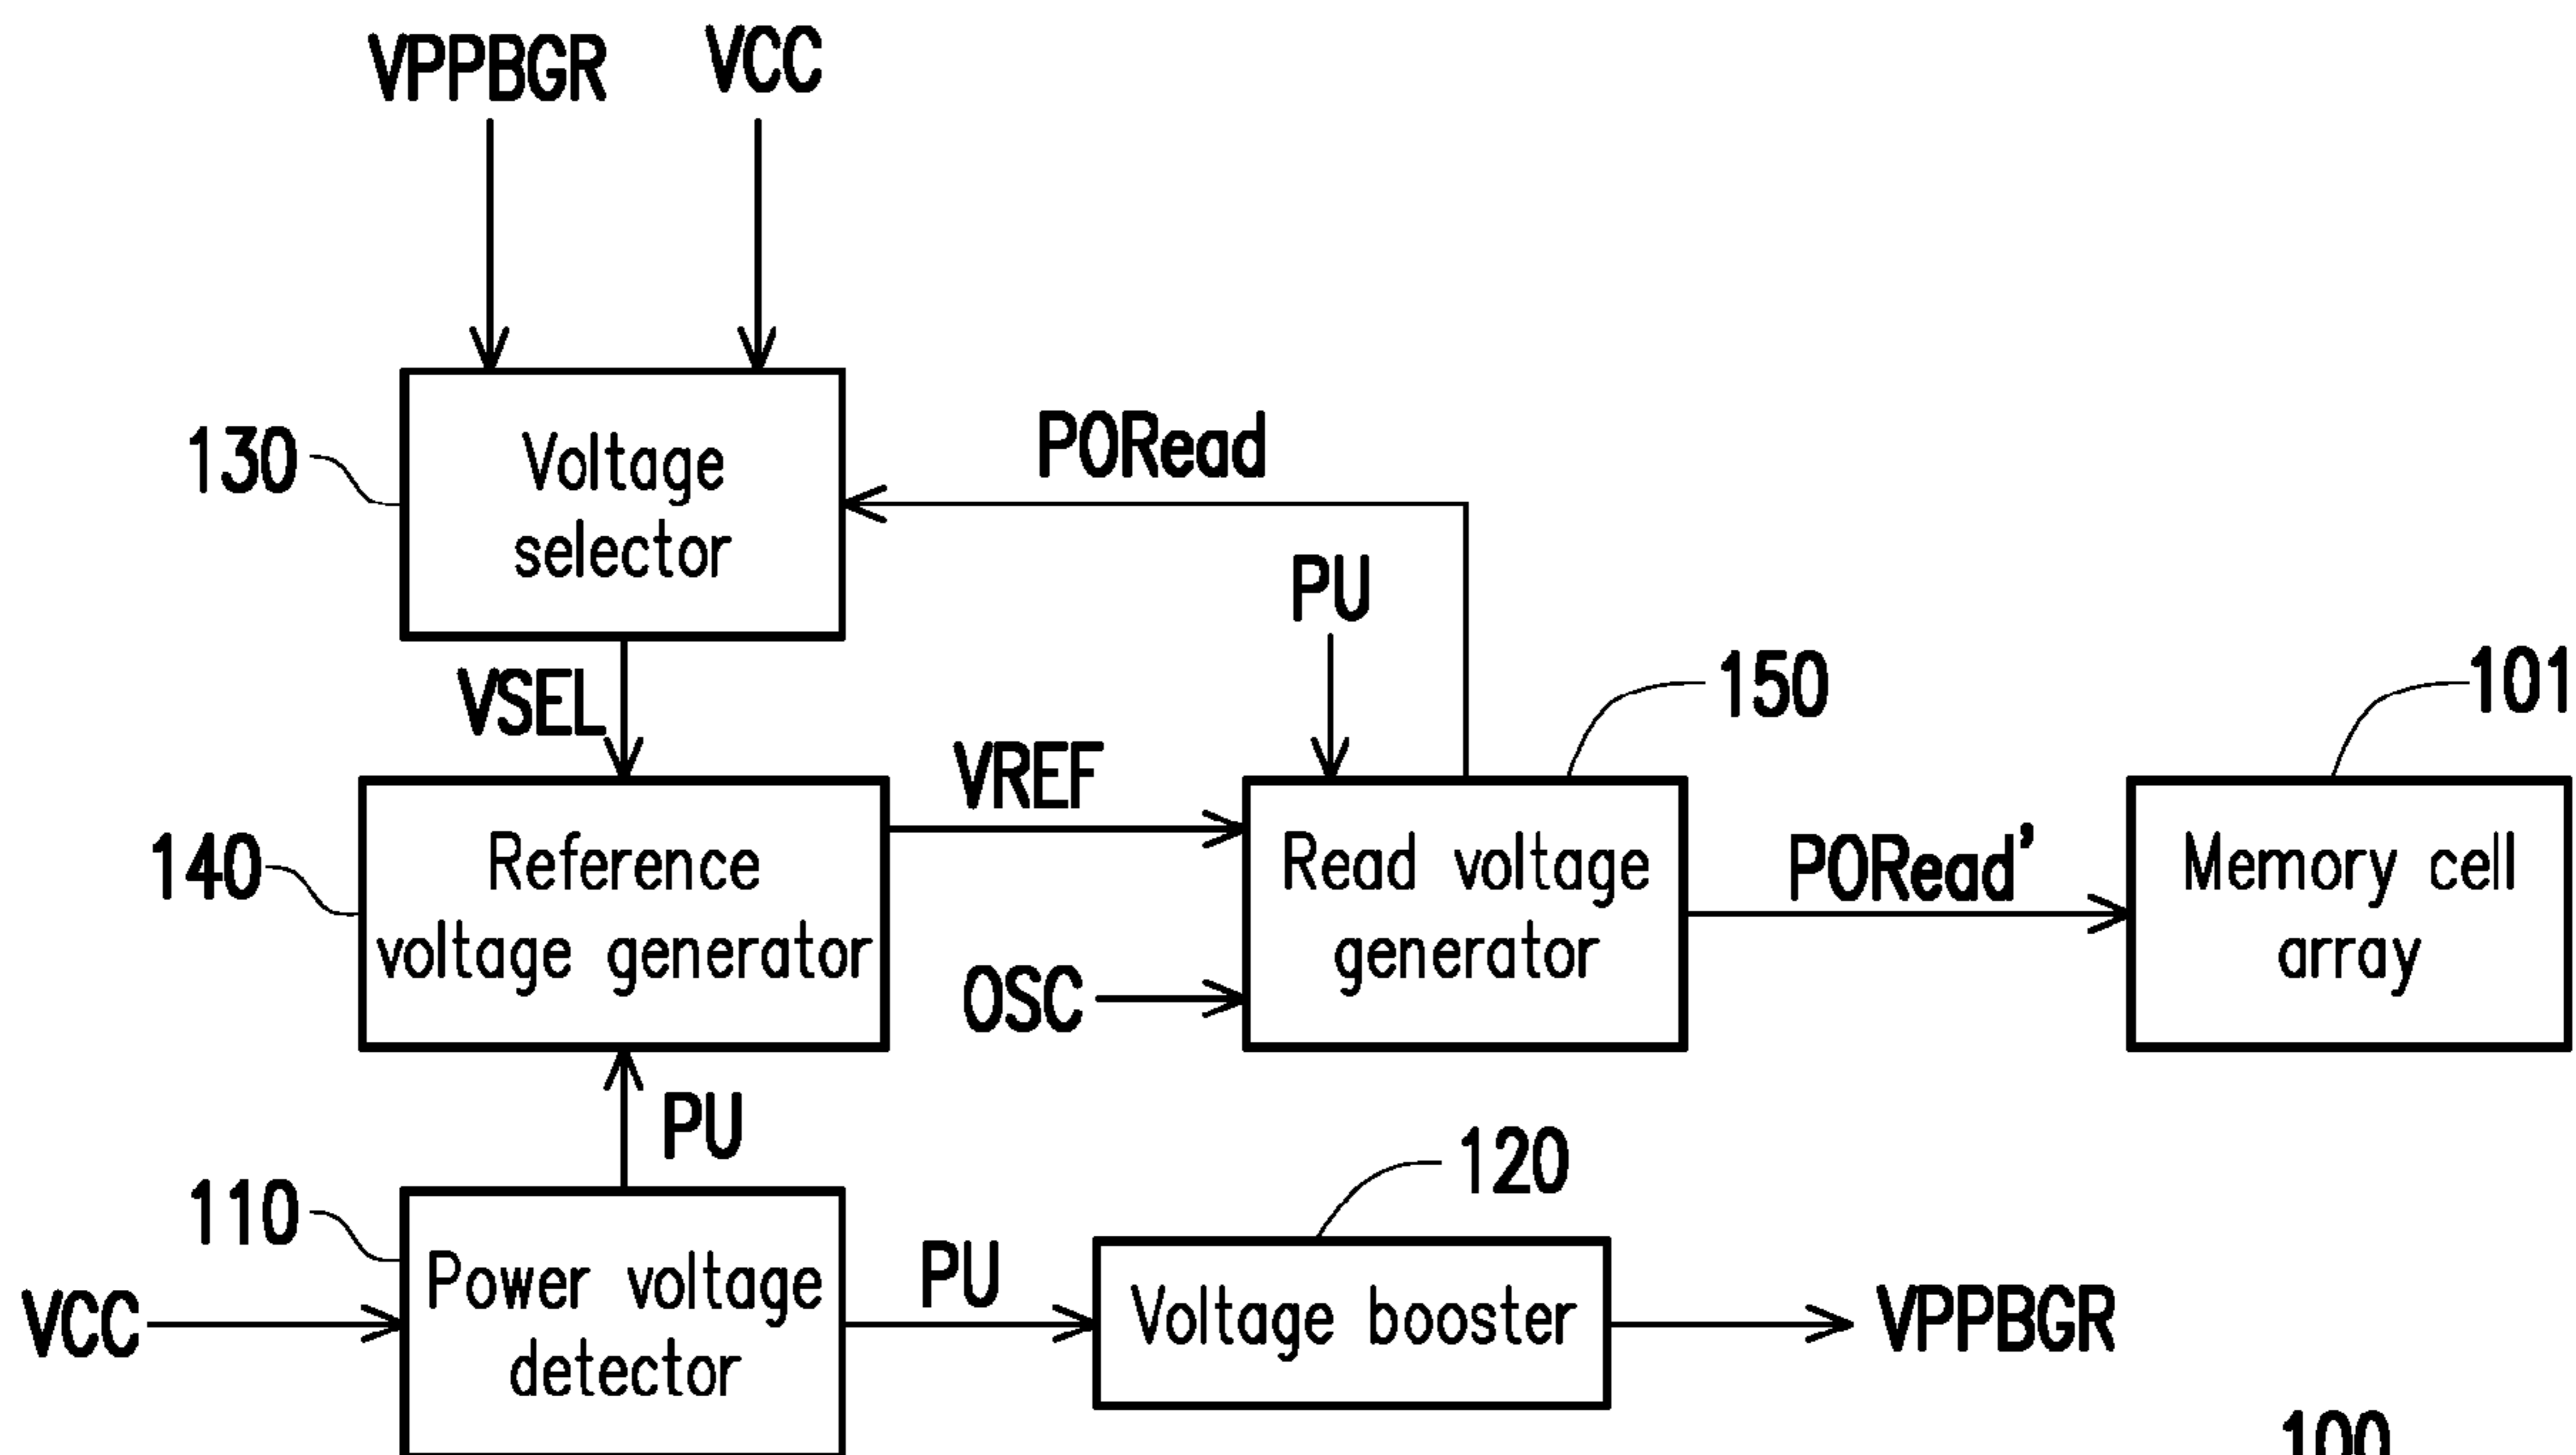 VPPBGR VCC
130
Voltage
selector
PORead
PU
VSEL
150
101
VREF
140
Reference
voltage generator
Read voltage
generator
PORead'
Memory cell
array
OSC
PU
120
110
Power voltage
detector
PU
Voltage booster
VCC
VPPBGR
100